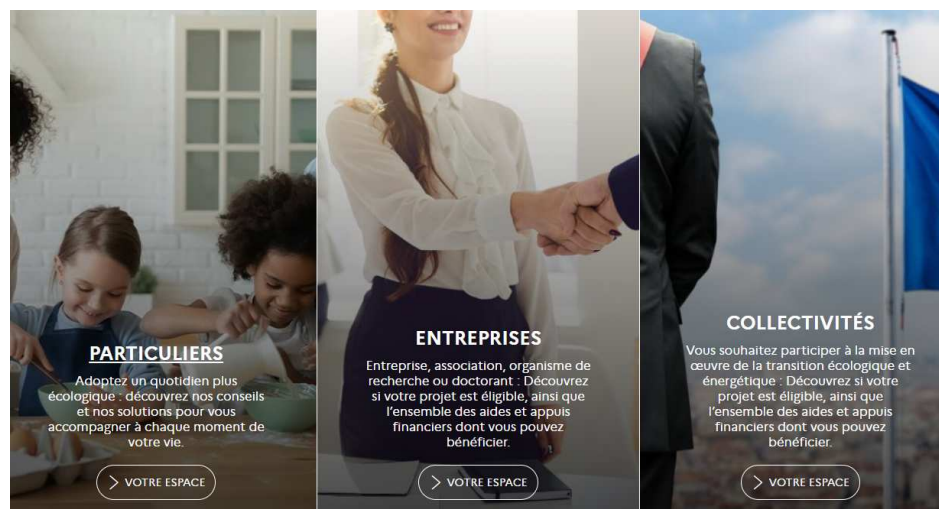 PARTICULIERS
Adoptez un quotidien plus
écologique : découvrez nos conseils
et nos solutions pour vous
accompagner à chaque moment de
votre vie.
VOTRE ESPACE
ENTREPRISES
Entreprise, association, organisme de
recherche ou doctorant : Découvrez
si votre projet est éligible, ainsi que
l'ensemble des aides et appuis
financiers dont vous pouvez
bénéficier.
VOTRE ESPACE
COLLECTIVITÉS
Vous souhaitez participer à la mise en
œuvre de la transition écologique et
énergétique : Découvrez si votre
projet est éligible, ainsi que
l'ensemble des aides et appuis
financiers dont vous pouvez
bénéficier.
VOTRE ESPACE